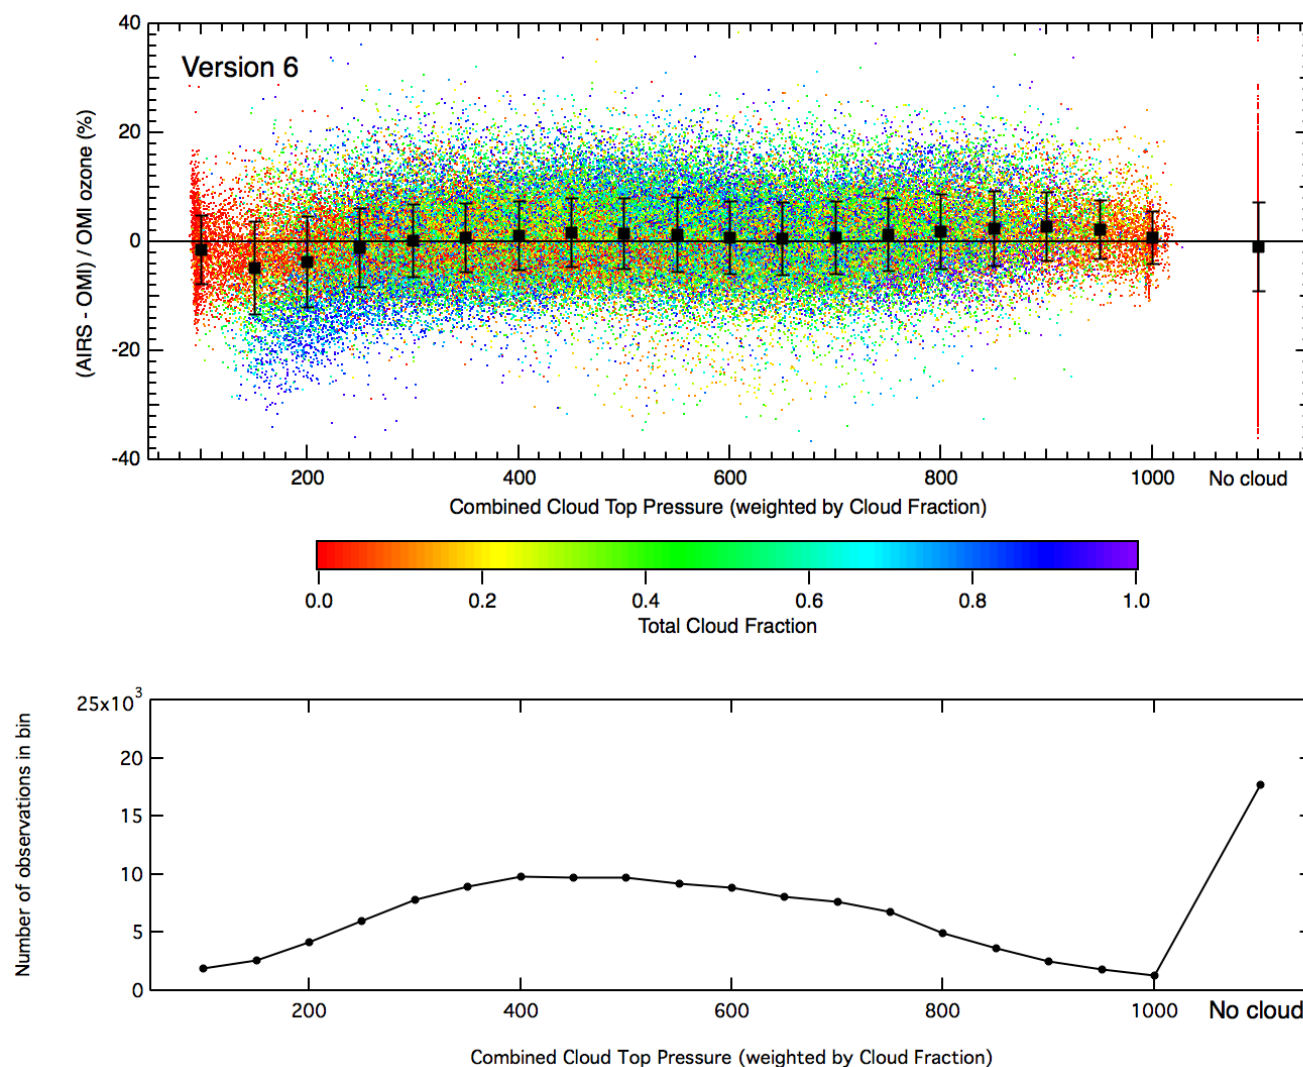 40
Version 6
20
0
-20
-40
(AIRS - OMI) / OMI ozone (%)
200 400 600 800 1000 No cloud
Combined Cloud Top Pressure (weighted by Cloud Fraction)
0.0 0.2 0.4 0.6 0.8 1.0
Total Cloud Fraction
25x10³
20
15
10
5
0
Number of observations in bin
200 400 600 800 1000 No cloud
Combined Cloud Top Pressure (weighted by Cloud Fraction)